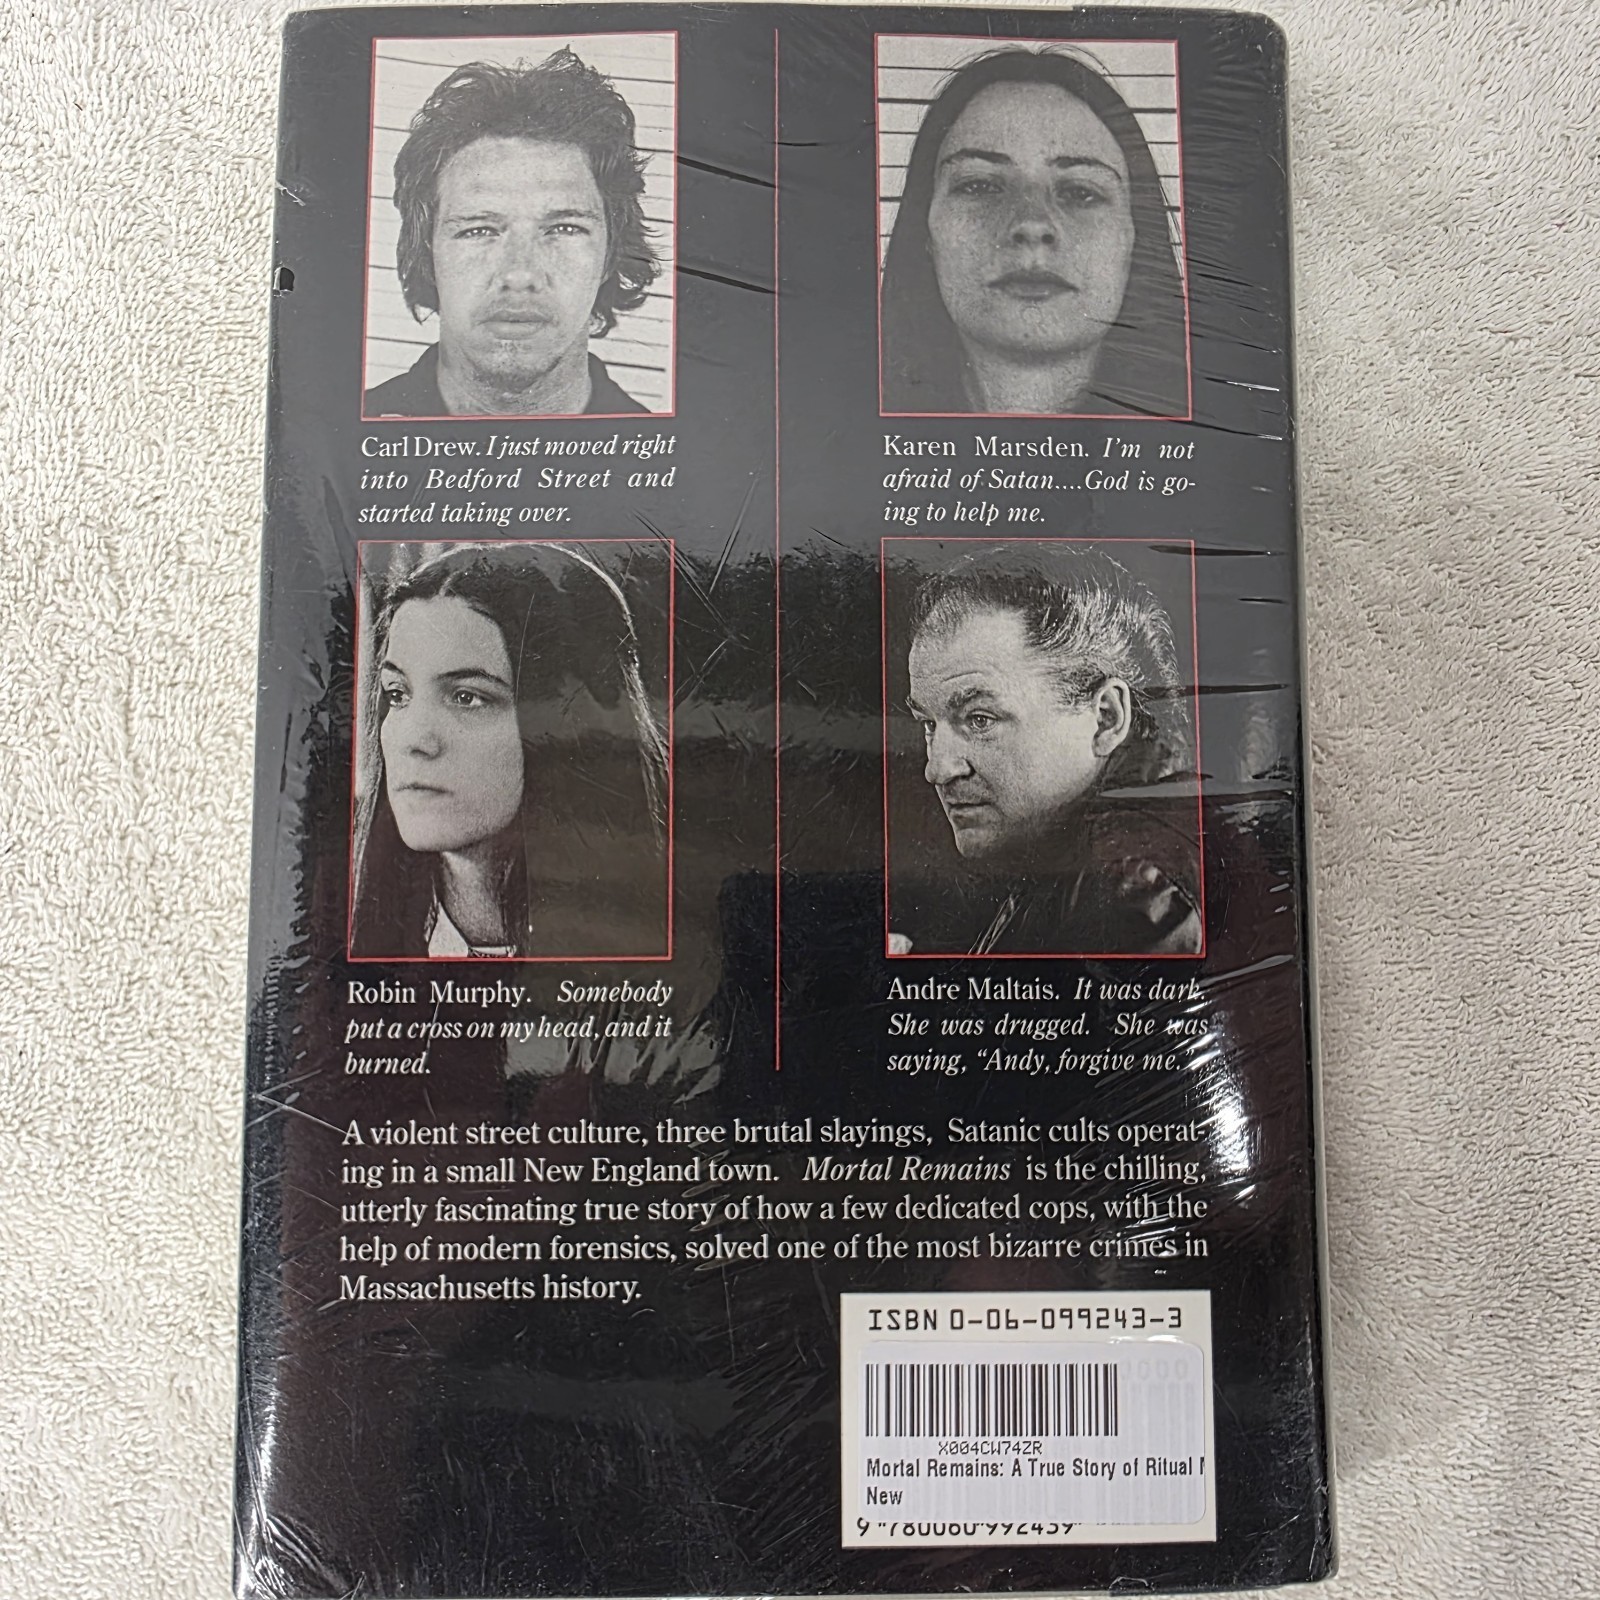 Carl Drew. I just moved right
into Bedford Street and
started taking over.
Karen Marsden. I'm not
afraid of Satan....God is go-
ing to help me.
Robin Murphy. Somebody
put a cross on my head, and it
burned.
Andre Maltais. It was dark.
She was drugged. She was
saying, “Andy, forgive me.”
A violent street culture, three brutal slayings, Satanic cults operat-
ing in a small New England town. Mortal Remains is the chilling,
utterly fascinating true story of how a few dedicated cops, with the
help of modern forensics, solved one of the most bizarre crimes in
Massachusetts history.
ISBN 0-06-099243-3
X004CW74ZR
Mortal Remains: A True Story of Ritual
New
9 780060 992439